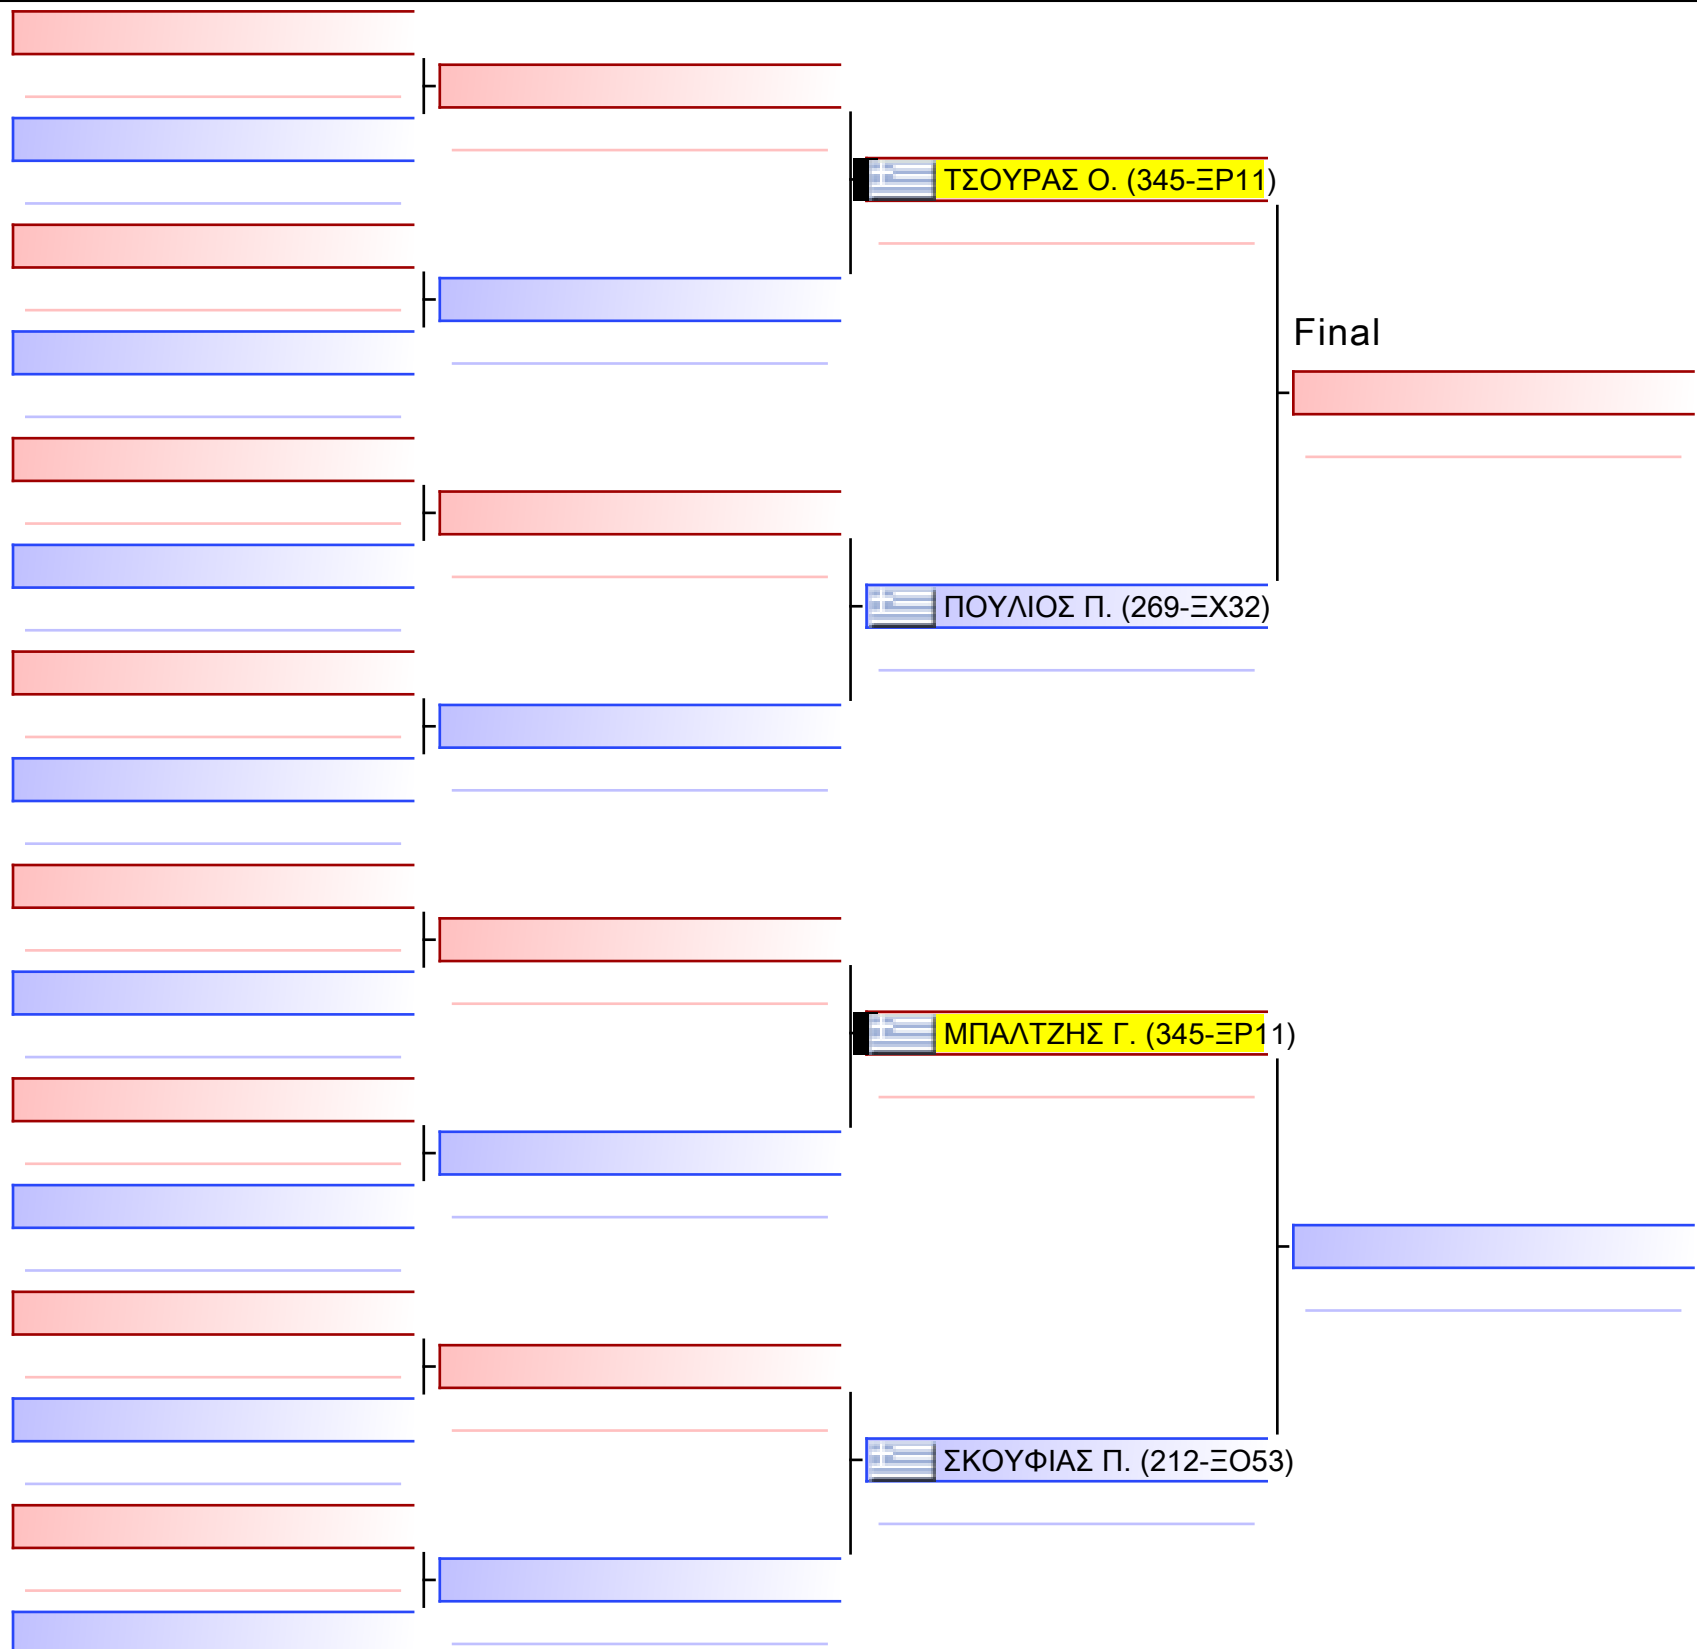 ΤΣΟΥΡΑΣ Ο. (345-ΞΡ11)
Final
ΠΟΥΛΙΟΣ Π. (269-ΞΧ32)
ΜΠΑΛΤΖΗΣ Γ. (345-ΞΡ11)
ΣΚΟΥΦΙΑΣ Π. (212-ΞΟ53)